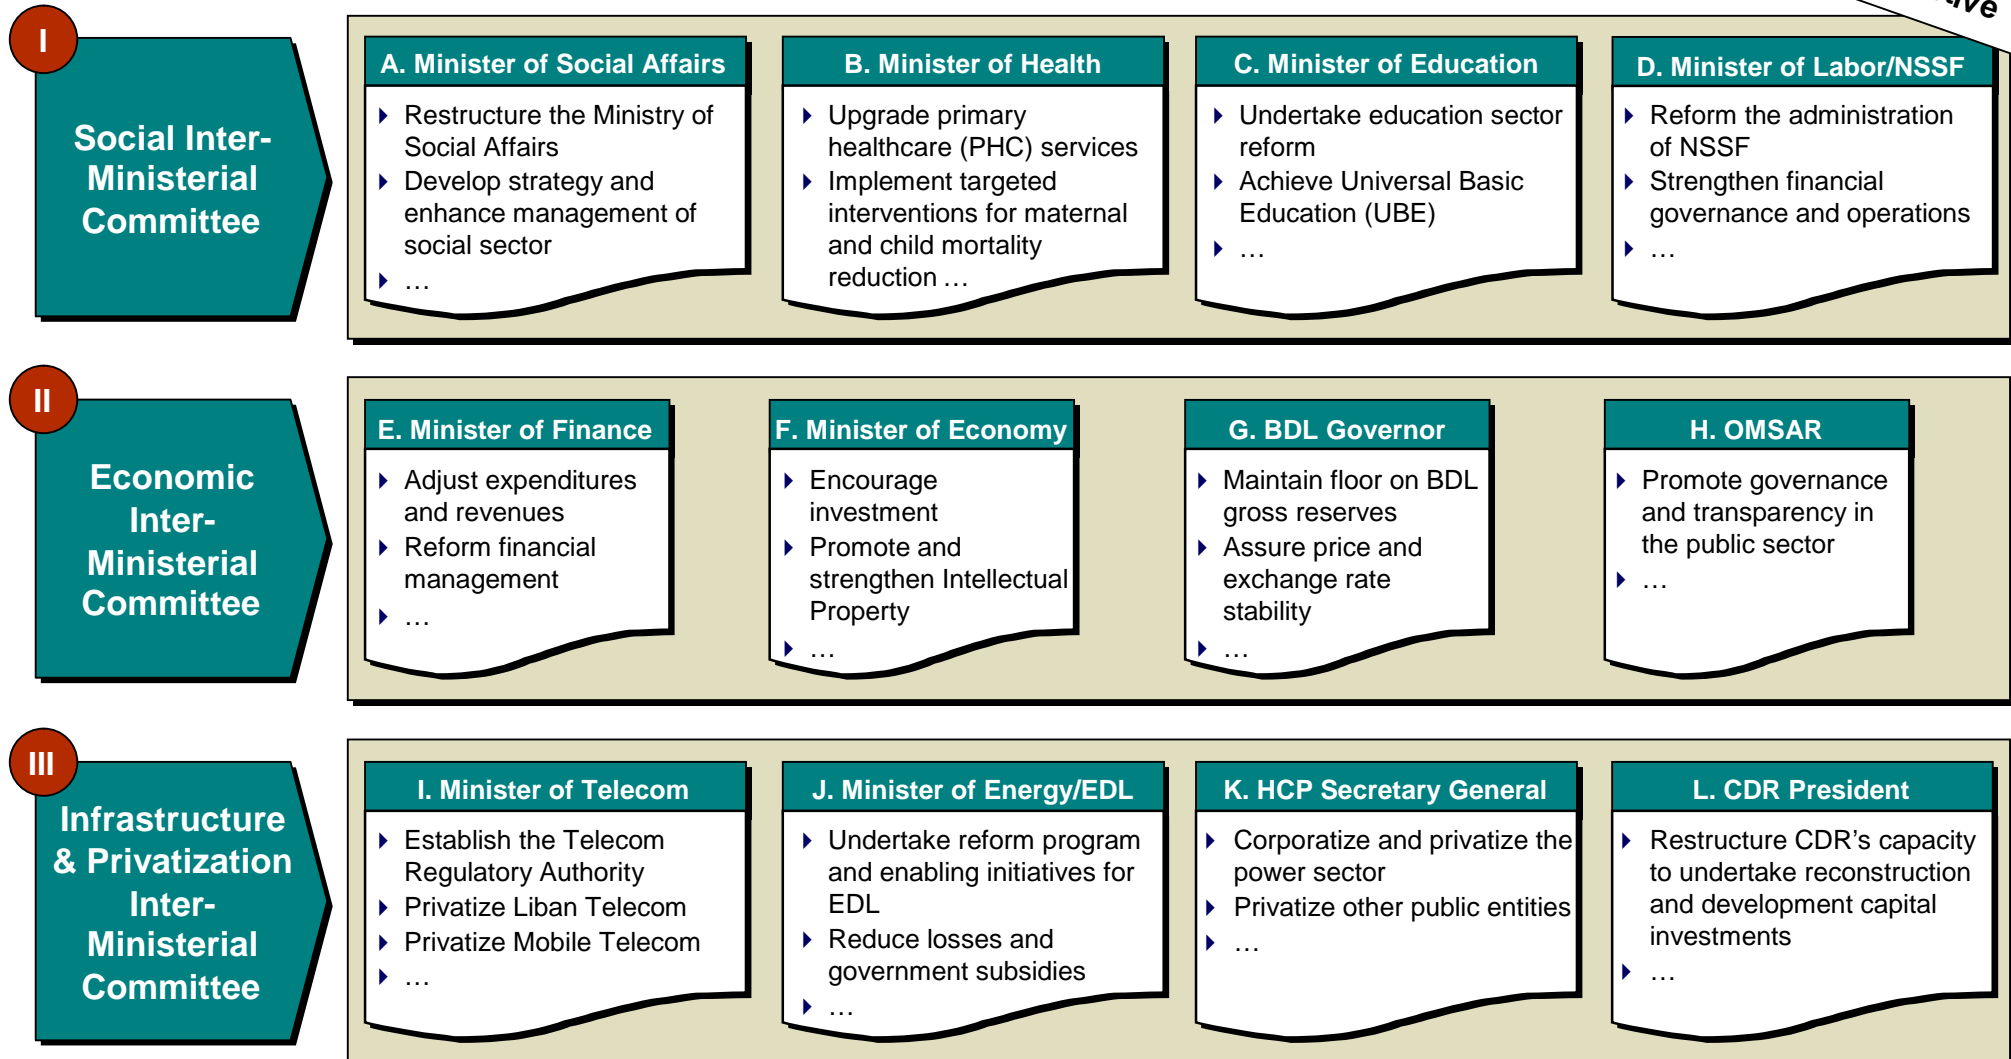 I
Social Inter-
Ministerial
Committee
A. Minister of Social Affairs
Restructure the Ministry of
Social Affairs
Develop strategy and
enhance management of
social sector
…
B. Minister of Health
Upgrade primary
healthcare (PHC) services
Implement targeted
interventions for maternal
and child mortality
reduction …
C. Minister of Education
Undertake education sector
reform
Achieve Universal Basic
Education (UBE)
…
D. Minister of Labor/NSSF
Reform the administration
of NSSF
Strengthen financial
governance and operations
…
II
Economic
Inter-
Ministerial
Committee
E. Minister of Finance
Adjust expenditures
and revenues
Reform financial
management
…
F. Minister of Economy
Encourage
investment
Promote and
strengthen Intellectual
Property
…
G. BDL Governor
Maintain floor on BDL
gross reserves
Assure price and
exchange rate
stability
…
H. OMSAR
Promote governance
and transparency in
the public sector
…
III
Infrastructure
& Privatization
Inter-
Ministerial
Committee
I. Minister of Telecom
Establish the Telecom
Regulatory Authority
Privatize Liban Telecom
Privatize Mobile Telecom
…
J. Minister of Energy/EDL
Undertake reform program
and enabling initiatives for
EDL
Reduce losses and
government subsidies
…
K. HCP Secretary General
Corporatize and privatize the
power sector
Privatize other public entities
…
L. CDR President
Restructure CDR’s capacity
to undertake reconstruction
and development capital
investments
…